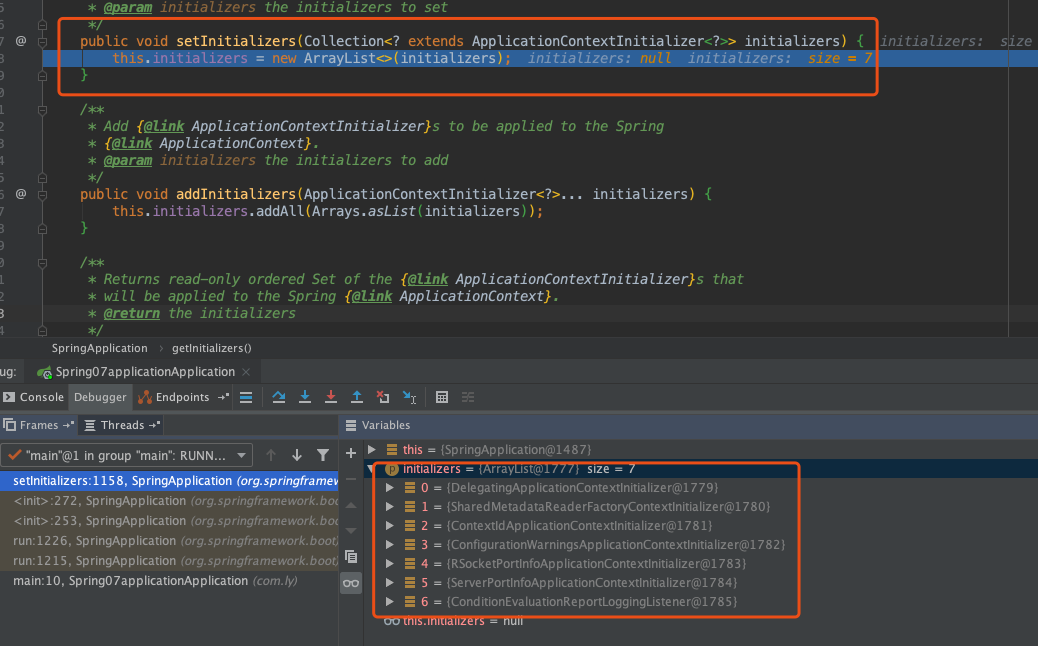 * @param initializers the initializers to set
*/
public void setInitializers(Collection<? extends ApplicationContextInitializer<?>> initializers) { initializers: size
this.initializers = new ArrayList<>(initializers); initializers: null initializers: size = 7
}
/**
* Add {@link ApplicationContextInitializer}s to be applied to the Spring
* {@link ApplicationContext}.
* @param initializers the initializers to add
*/
public void addInitializers(ApplicationContextInitializer<?>... initializers) {
this.initializers.addAll(Arrays.asList(initializers));
}
/**
* Returns read-only ordered Set of the {@link ApplicationContextInitializer}s that
* will be applied to the Spring {@link ApplicationContext}.
* @return the initializers
*/
SpringApplication › getInitializers()
ug: Spring07applicationApplication ×
Console Debugger Endpoints
Frames Threads
"main"@1 in group "main": RUNN...
setInitializers:1158, SpringApplication (org.springframew
<init>:272, SpringApplication (org.springframework.boo
<init>:253, SpringApplication (org.springframework.boo
run:1226, SpringApplication (org.springframework.boot)
run:1215, SpringApplication (org.springframework.boot)
main:10, Spring07applicationApplication (com.ly)
Variables
this = {SpringApplication@1487}
initializers = {ArrayList@1777} size = 7
0 = {DelegatingApplicationContextInitializer@1779}
1 = {SharedMetadataReaderFactoryContextInitializer@1780}
2 = {ContextIdApplicationContextInitializer@1781}
3 = {ConfigurationWarningsApplicationContextInitializer@1782}
4 = {RSocketPortInfoApplicationContextInitializer@1783}
5 = {ServerPortInfoApplicationContextInitializer@1784}
6 = {ConditionEvaluationReportLoggingListener@1785}
this.initializers = null